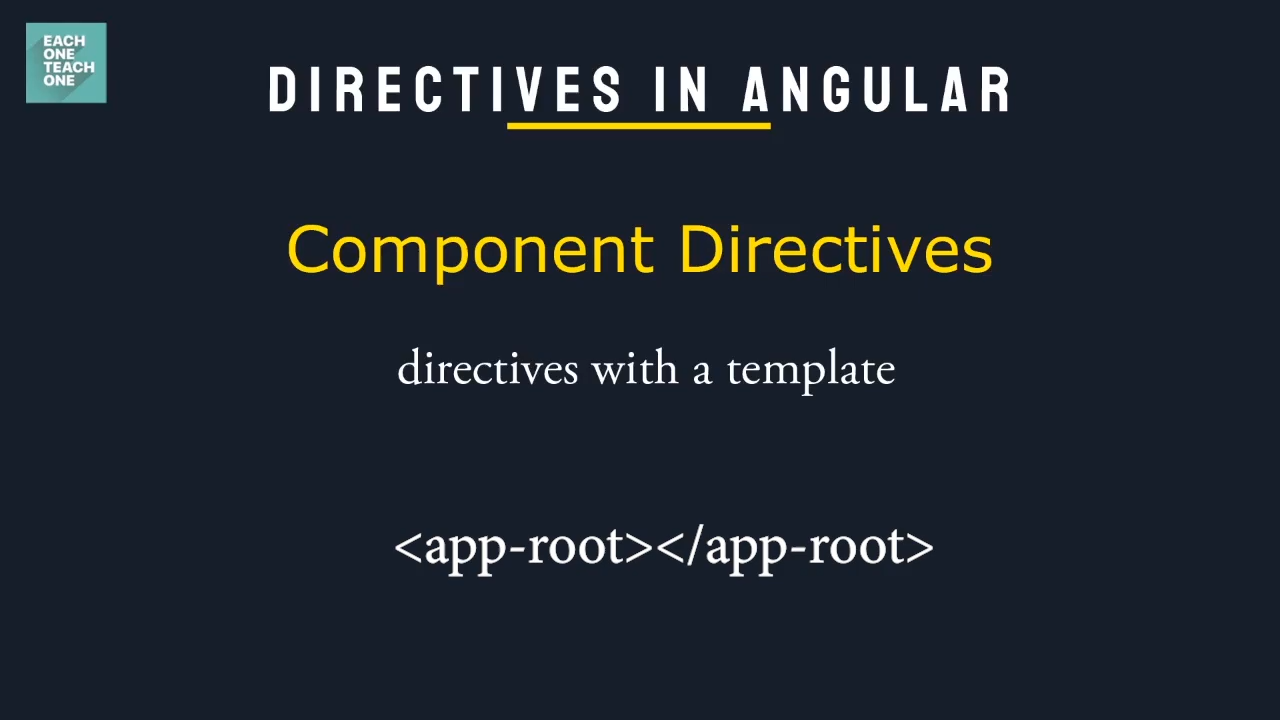 EACH
ONE
TEACH
ONE
DIRECTIVES IN ANGULAR
Component Directives
directives with a template
<app-root></app-root>